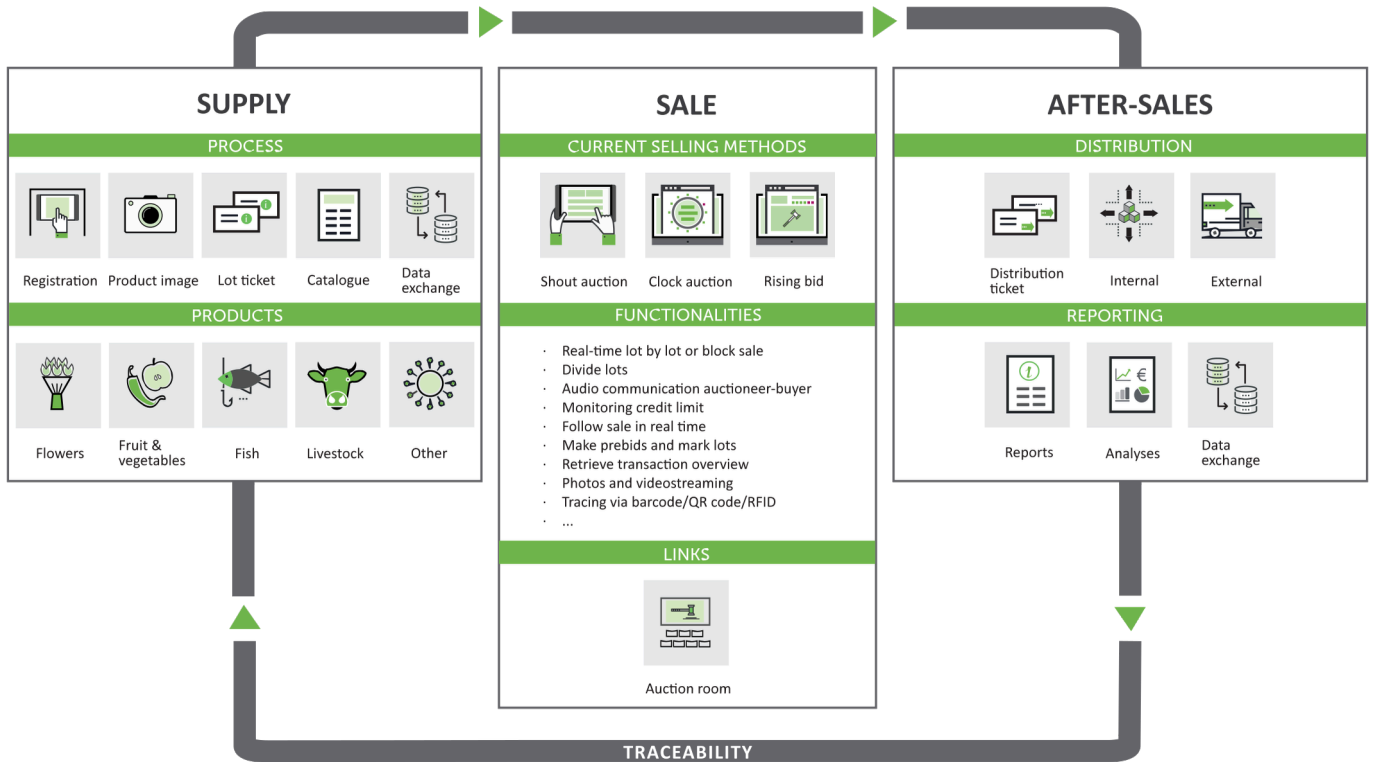 SUPPLY
PROCESS
Registration
Product image
Lot ticket
Catalogue
Data
exchange
PRODUCTS
Flowers
Fruit &
vegetables
Fish
Livestock
Other
SALE
CURRENT SELLING METHODS
Shout auction
Clock auction
Rising bid
FUNCTIONALITIES
· Real-time lot by lot or block sale
· Divide lots
· Audio communication auctioneer-buyer
· Monitoring credit limit
· Follow sale in real time
· Make prebids and mark lots
· Retrieve transaction overview
· Photos and videostreaming
· Tracing via barcode/QR code/RFID
· ...
LINKS
Auction room
AFTER-SALES
DISTRIBUTION
Distribution
ticket
Internal
External
REPORTING
Reports
Analyses
Data
exchange
TRACEABILITY